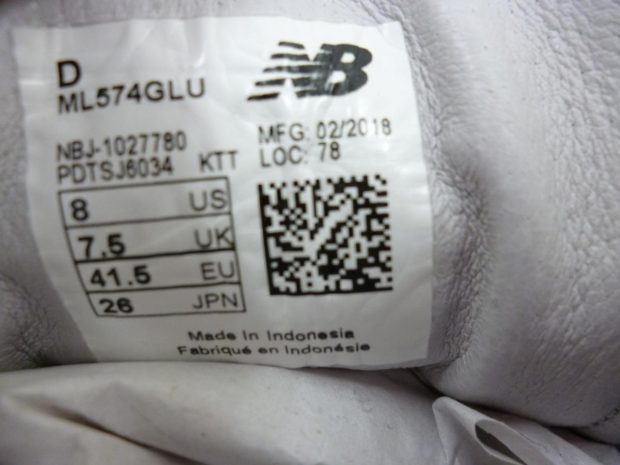 D
NB
ML574GLU
NBJ-1027780
MFG: 02/2018
PDTSJ6034 KTT
LOC: 78
8 US
7.5 UK
41.5 EU
26 JPN
Made in Indonesia
Fabriqué en Indonésie